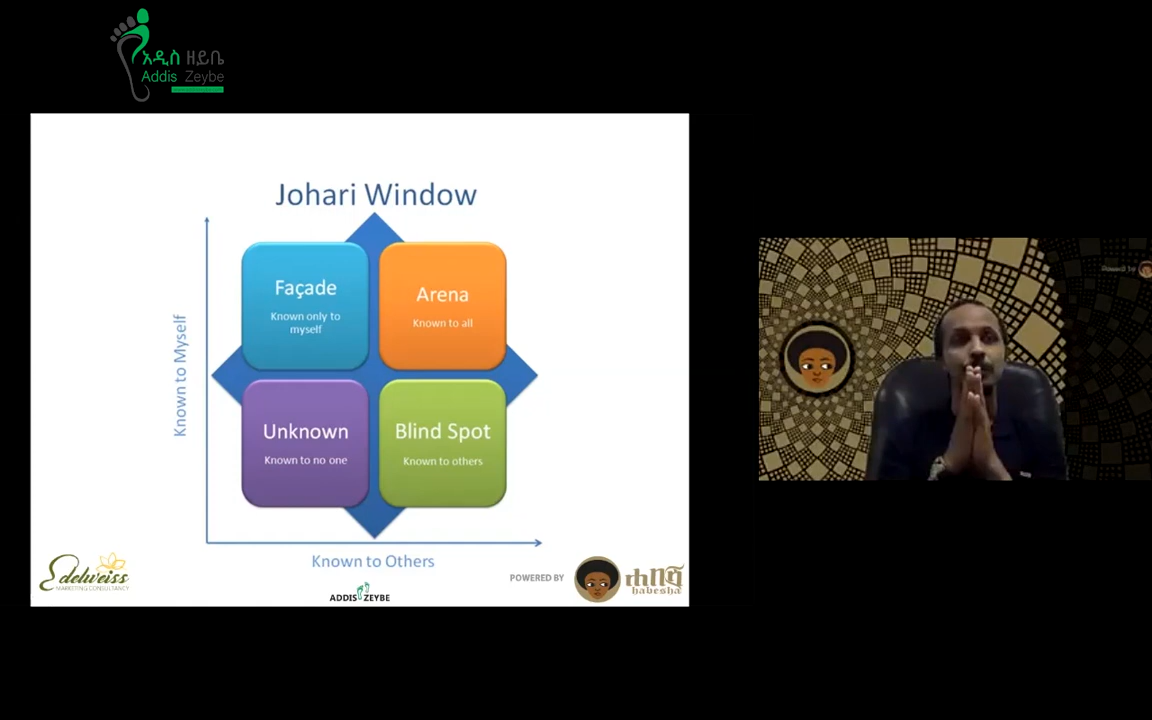 አዲስ ዘይቤ
Addis Zeybe
Johari Window
Known to Myself
Façade
Known only to
myself
Arena
Known to all
Unknown
Known to no one
Blind Spot
Known to others
Known to Others
Edelweiss
MARKETING CONSULTANCY
ADDIS ZEYBE
POWERED BY
ሐበሻ
habesha